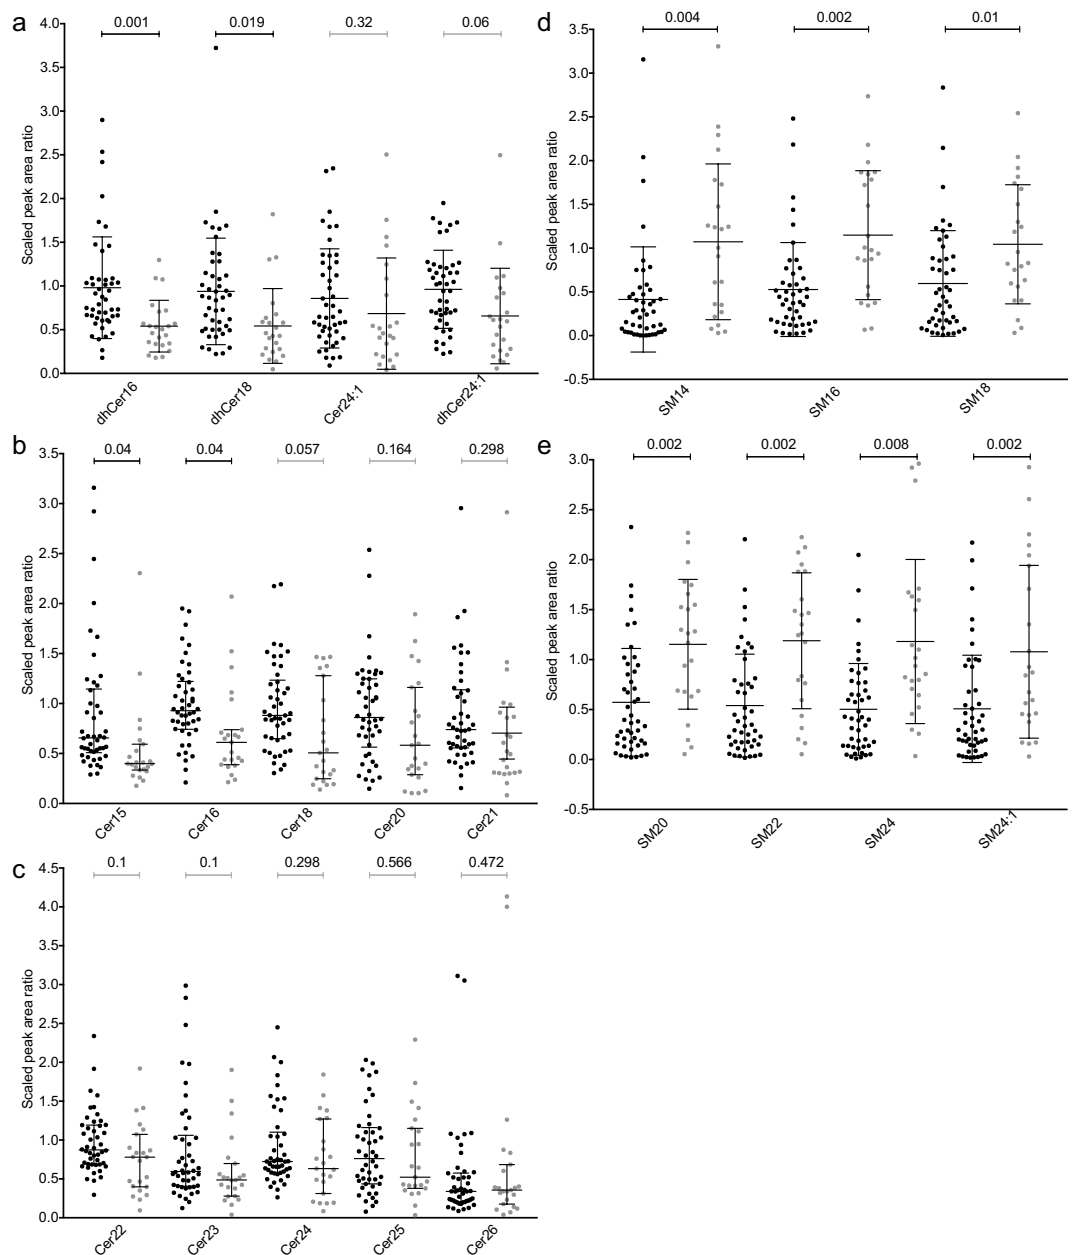 a
0.001 0.019 0.32 0.06
Scaled peak area ratio
4.0
3.5
3.0
2.5
2.0
1.5
1.0
0.5
0.0
dhCer16 dhCer18 Cer24:1 dhCer24:1
b
0.04 0.04 0.057 0.164 0.298
Scaled peak area ratio
3.5
3.0
2.5
2.0
1.5
1.0
0.5
0.0
Cer15 Cer16 Cer18 Cer20 Cer21
c
0.1 0.1 0.298 0.566 0.472
Scaled peak area ratio
4.5
4.0
3.5
3.0
2.5
2.0
1.5
1.0
0.5
0.0
Cer22 Cer23 Cer24 Cer25 Cer26
d
0.004 0.002 0.01
Scaled peak area ratio
3.5
3.0
2.5
2.0
1.5
1.0
0.5
0.0
-0.5
SM14 SM16 SM18
e
0.002 0.002 0.008 0.002
Scaled peak area ratio
3.0
2.5
2.0
1.5
1.0
0.5
0.0
-0.5
SM20 SM22 SM24 SM24:1